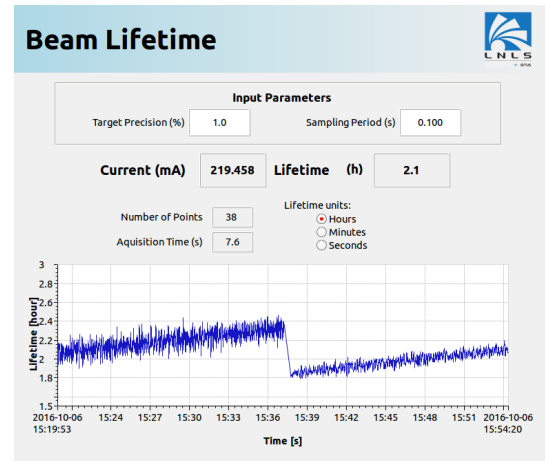 Beam Lifetime
LNLS
Input Parameters
Target Precision (%) 1.0 Sampling Period (s) 0.100
Current (mA) 219.458 Lifetime (h) 2.1
Number of Points 38
Aquisition Time (s) 7.6
Lifetime units:
Hours
Minutes
Seconds
3
2.8
2.6
2.4
2.2
2
1.8
1.5
Lifetime [hour]
2016-10-06 15:24 15:27 15:30 15:33 15:36 15:39 15:42 15:45 15:48 15:51 2016-10-06
15:19:53 15:54:20
Time [s]